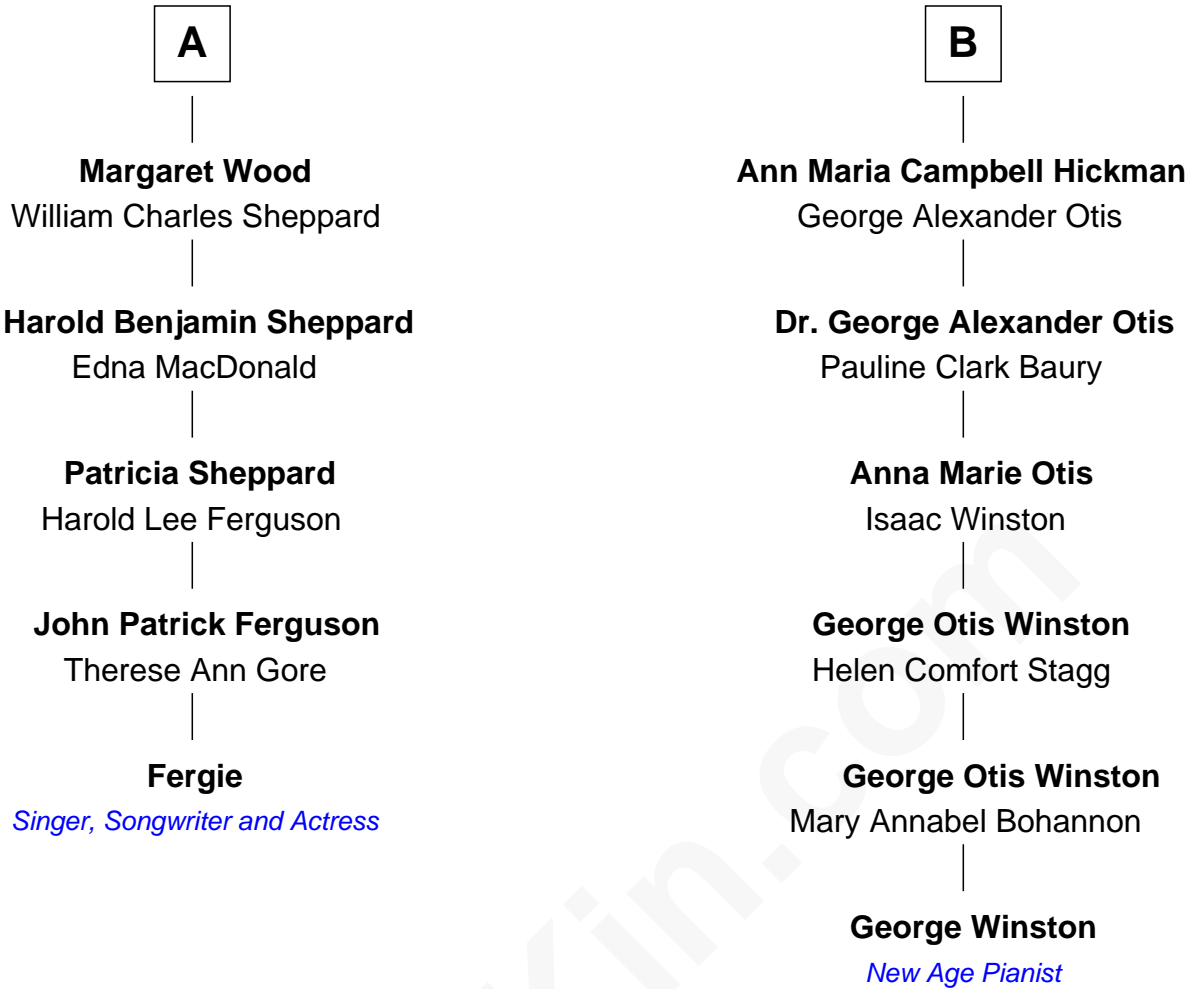 A
Margaret Wood
William Charles Sheppard
Harold Benjamin Sheppard
Edna MacDonald
Patricia Sheppard
Harold Lee Ferguson
John Patrick Ferguson
Therese Ann Gore
Fergie
Singer, Songwriter and Actress
B
Ann Maria Campbell Hickman
George Alexander Otis
Dr. George Alexander Otis
Pauline Clark Baury
Anna Marie Otis
Isaac Winston
George Otis Winston
Helen Comfort Stagg
George Otis Winston
Mary Annabel Bohannon
George Winston
New Age Pianist
Kin.com